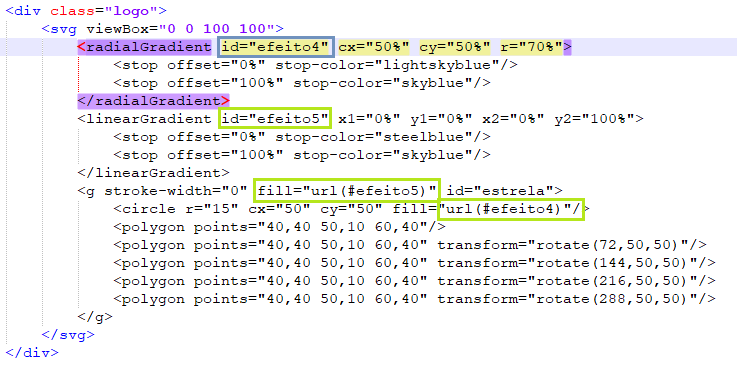 <div class="logo">
<svg viewBox="0 0 100 100">
<radialGradient id="efeito4" cx="50%" cy="50%" r="70%">
<stop offset="0%" stop-color="lightskyblue"/>
<stop offset="100%" stop-color="skyblue"/>
</radialGradient>
<linearGradient id="efeito5" x1="0%" y1="0%" x2="0%" y2="100%">
<stop offset="0%" stop-color="steelblue"/>
<stop offset="100%" stop-color="skyblue"/>
</linearGradient>
<g stroke-width="0" fill="url(#efeito5)" id="estrela">
<circle r="15" cx="50" cy="50" fill="url(#efeito4)"/>
<polygon points="40,40 50,10 60,40"/>
<polygon points="40,40 50,10 60,40" transform="rotate(72,50,50)"/>
<polygon points="40,40 50,10 60,40" transform="rotate(144,50,50)"/>
<polygon points="40,40 50,10 60,40" transform="rotate(216,50,50)"/>
<polygon points="40,40 50,10 60,40" transform="rotate(288,50,50)"/>
</g>
</svg>
</div>